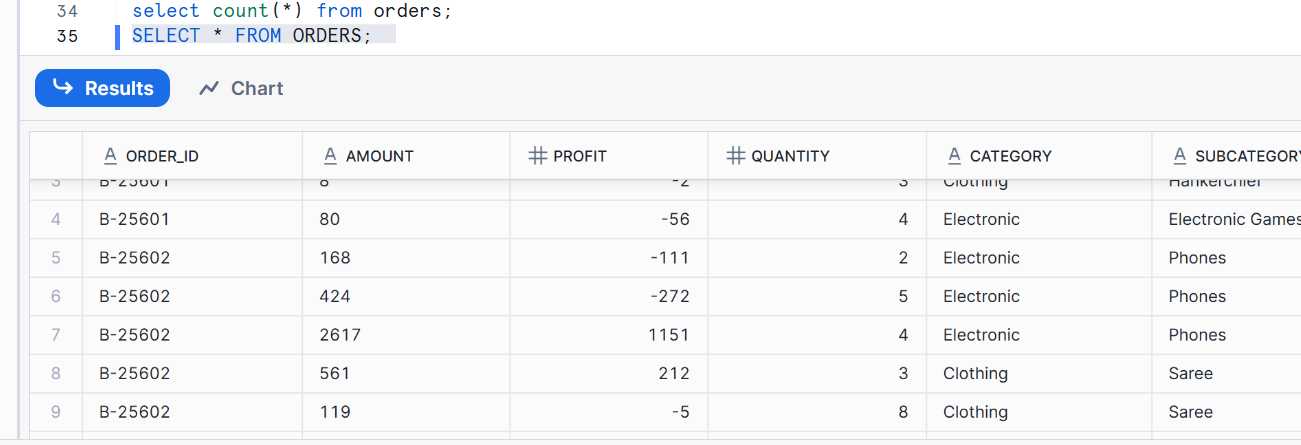 34 select count(*) from orders;
35 SELECT * FROM ORDERS;
Results Chart
ORDER_ID AMOUNT PROFIT QUANTITY CATEGORY SUBCATEGORY
3 B-25601 8 -2 3 Clothing Hankerchief
4 B-25601 80 -56 4 Electronic Electronic Games
5 B-25602 168 -111 2 Electronic Phones
6 B-25602 424 -272 5 Electronic Phones
7 B-25602 2617 1151 4 Electronic Phones
8 B-25602 561 212 3 Clothing Saree
9 B-25602 119 -5 8 Clothing Saree